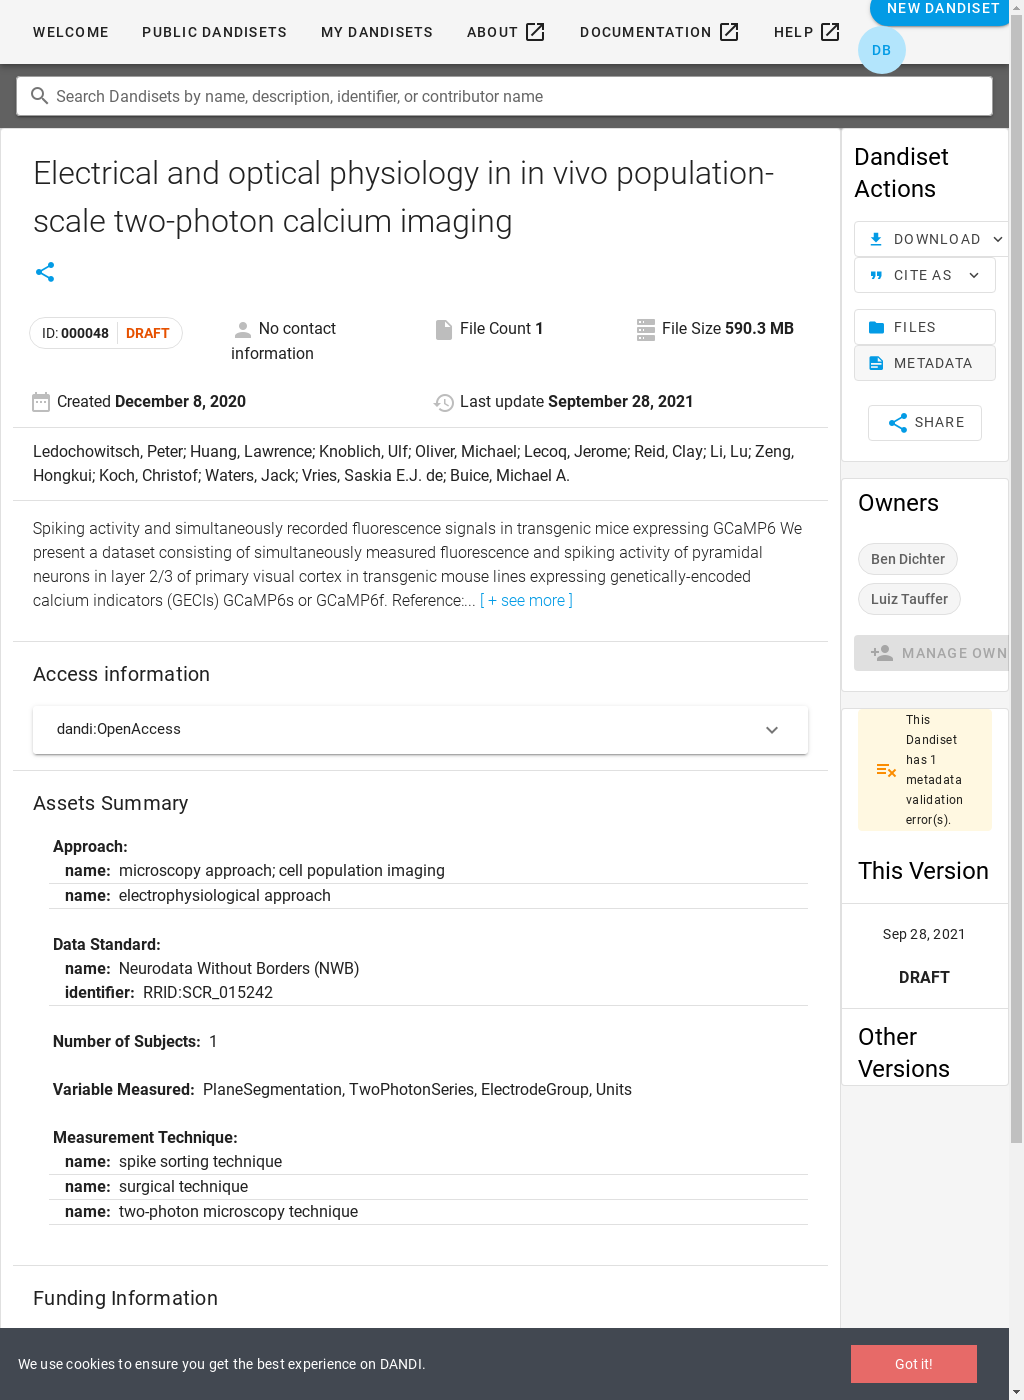 WELCOME PUBLIC DANDISETS MY DANDISETS ABOUT DOCUMENTATION HELP NEW DANDISET
DB
Search Dandisets by name, description, identifier, or contributor name
Electrical and optical physiology in in vivo population-
scale two-photon calcium imaging
ID: 000048 DRAFT
No contact
information
File Count 1
File Size 590.3 MB
Created December 8, 2020
Last update September 28, 2021
Ledochowitsch, Peter; Huang, Lawrence; Knoblich, Ulf; Oliver, Michael; Lecoq, Jerome; Reid, Clay; Li, Lu; Zeng,
Hongkui; Koch, Christof; Waters, Jack; Vries, Saskia E.J. de; Buice, Michael A.
Spiking activity and simultaneously recorded fluorescence signals in transgenic mice expressing GCaMP6 We
present a dataset consisting of simultaneously measured fluorescence and spiking activity of pyramidal
neurons in layer 2/3 of primary visual cortex in transgenic mouse lines expressing genetically-encoded
calcium indicators (GECIs) GCaMP6s or GCaMP6f. Reference:... [ + see more ]
Access information
dandi:OpenAccess
Assets Summary
Approach:
name: microscopy approach; cell population imaging
name: electrophysiological approach
Data Standard:
name: Neurodata Without Borders (NWB)
identifier: RRID:SCR_015242
Number of Subjects: 1
Variable Measured: PlaneSegmentation, TwoPhotonSeries, ElectrodeGroup, Units
Measurement Technique:
name: spike sorting technique
name: surgical technique
name: two-photon microscopy technique
Funding Information
Dandiset
Actions
DOWNLOAD
CITE AS
FILES
METADATA
SHARE
Owners
Ben Dichter
Luiz Tauffer
MANAGE OWN
This
Dandiset
has 1
metadata
validation
error(s).
This Version
Sep 28, 2021
DRAFT
Other
Versions
We use cookies to ensure you get the best experience on DANDI.
Got it!